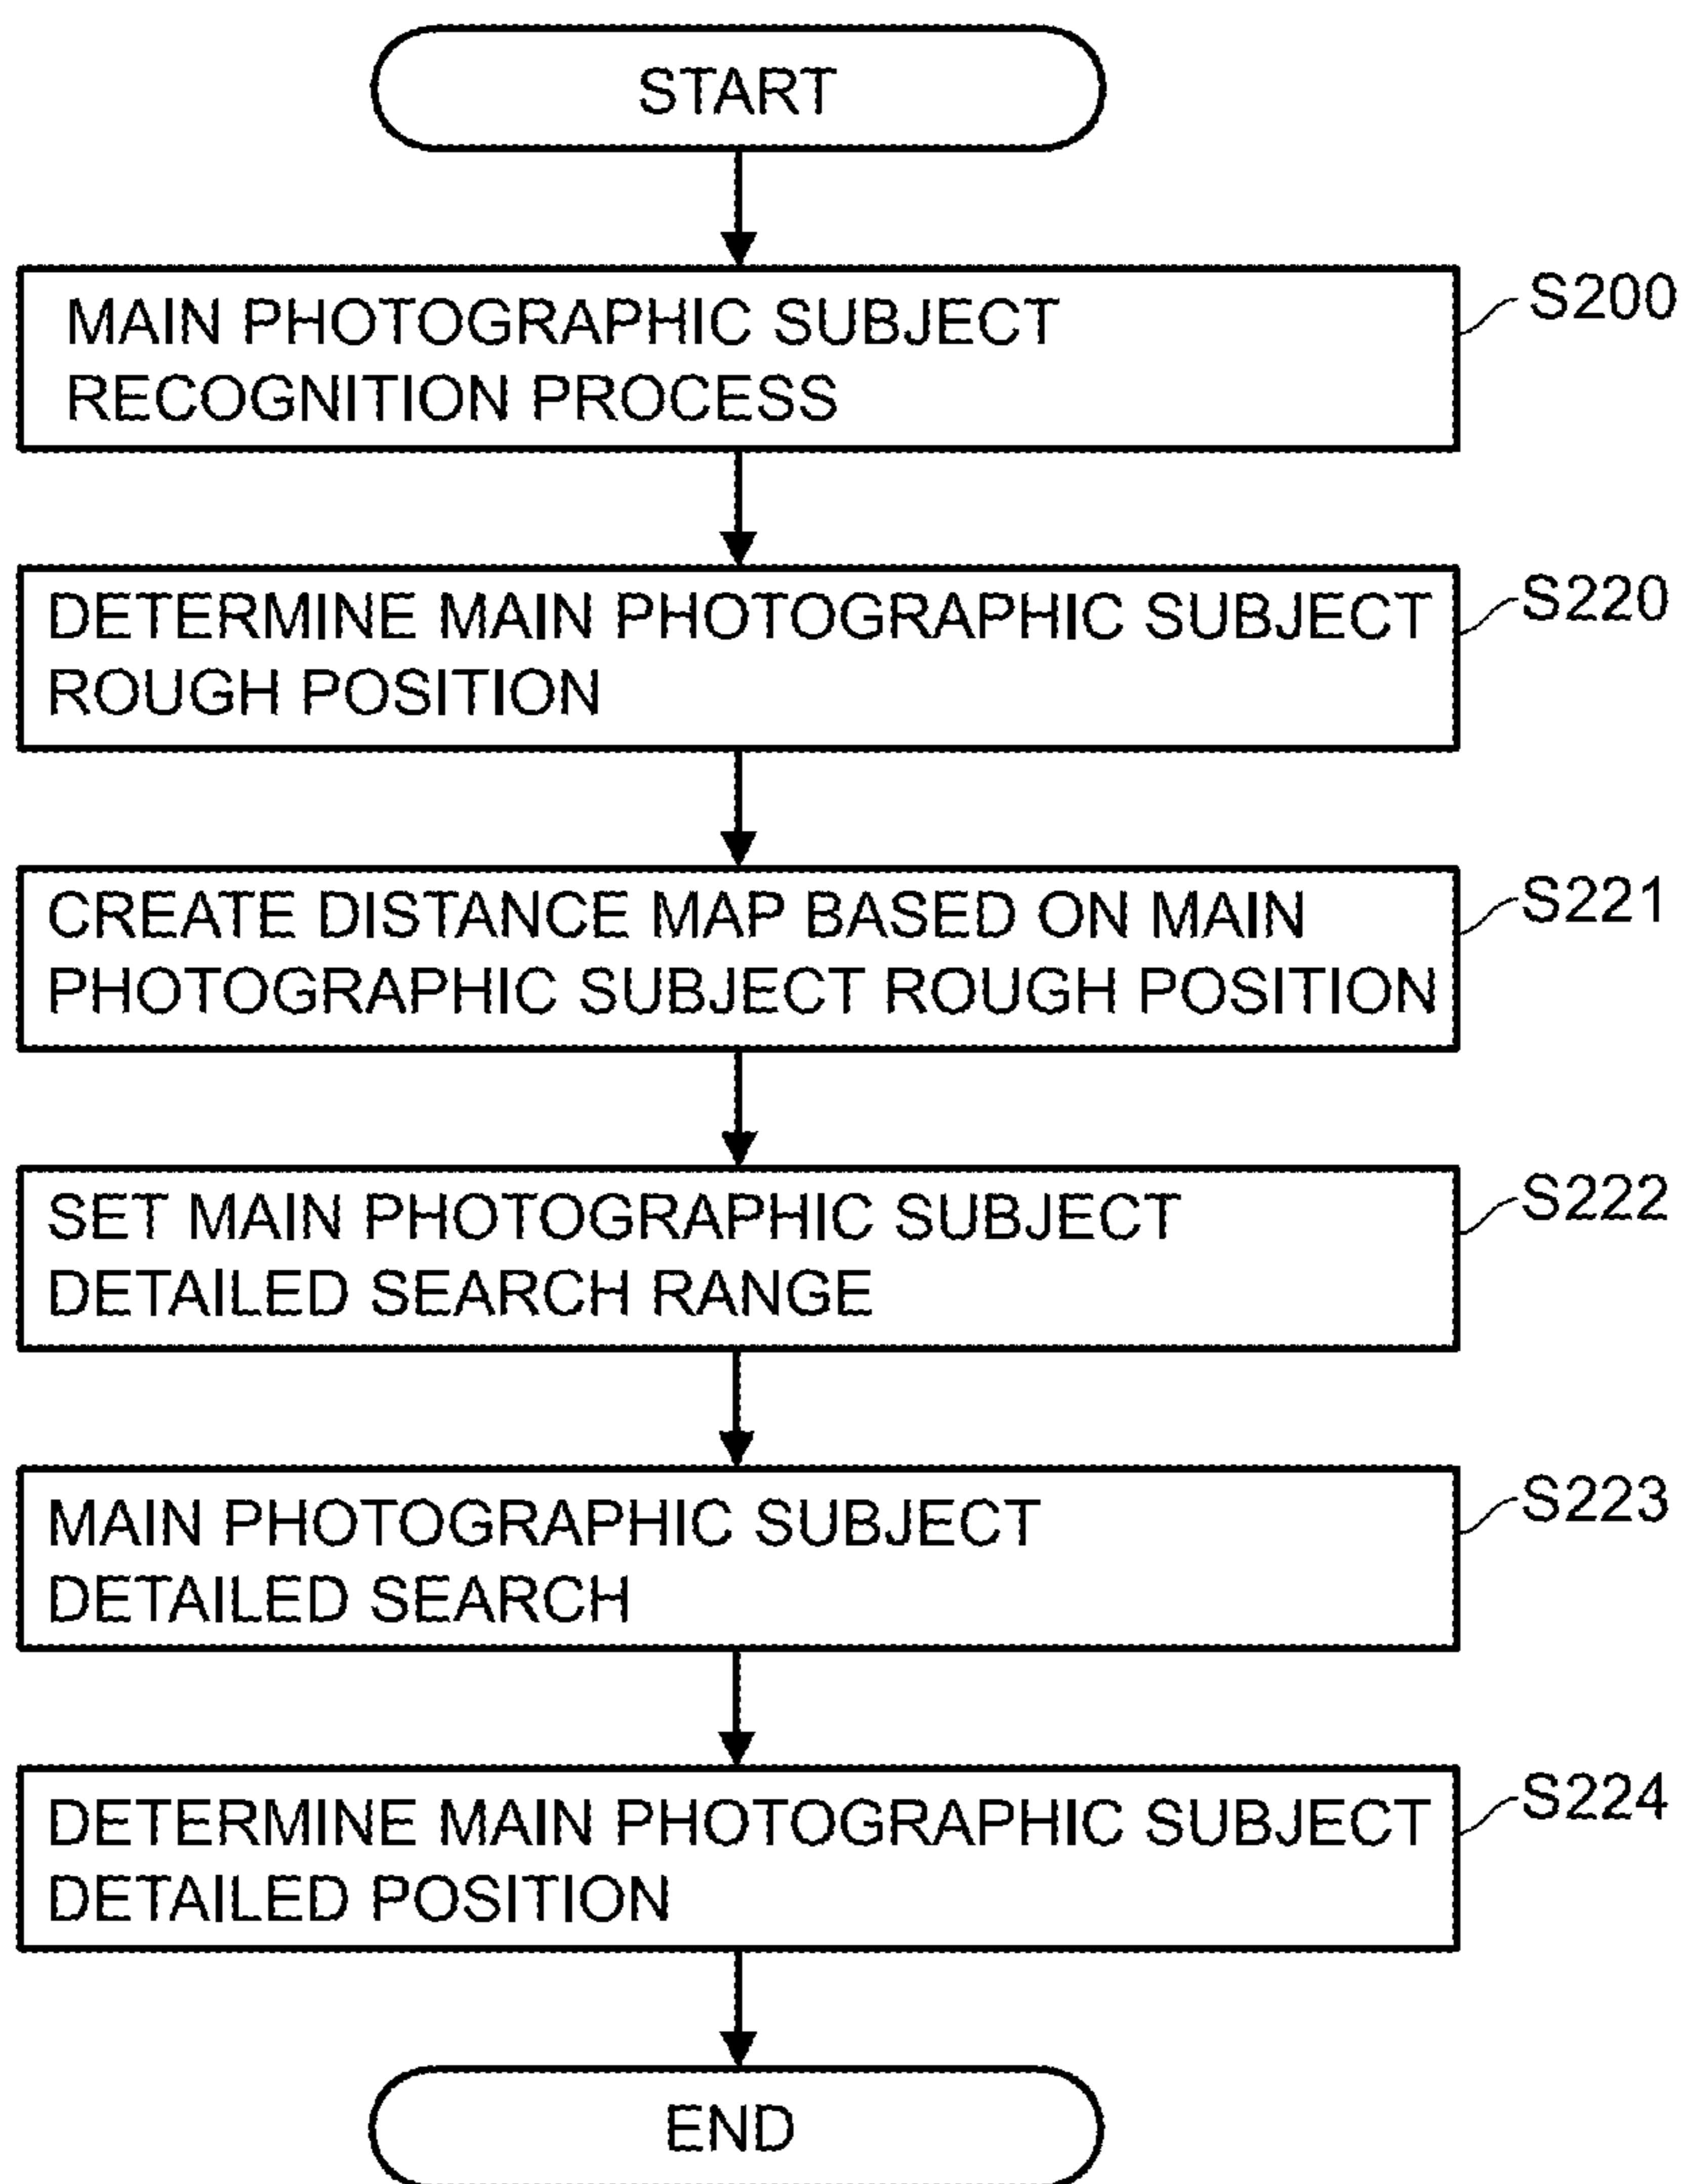 START
MAIN PHOTOGRAPHIC SUBJECT
RECOGNITION PROCESS
S200
DETERMINE MAIN PHOTOGRAPHIC SUBJECT
ROUGH POSITION
S220
CREATE DISTANCE MAP BASED ON MAIN
PHOTOGRAPHIC SUBJECT ROUGH POSITION
S221
SET MAIN PHOTOGRAPHIC SUBJECT
DETAILED SEARCH RANGE
S222
MAIN PHOTOGRAPHIC SUBJECT
DETAILED SEARCH
S223
DETERMINE MAIN PHOTOGRAPHIC SUBJECT
DETAILED POSITION
S224
END